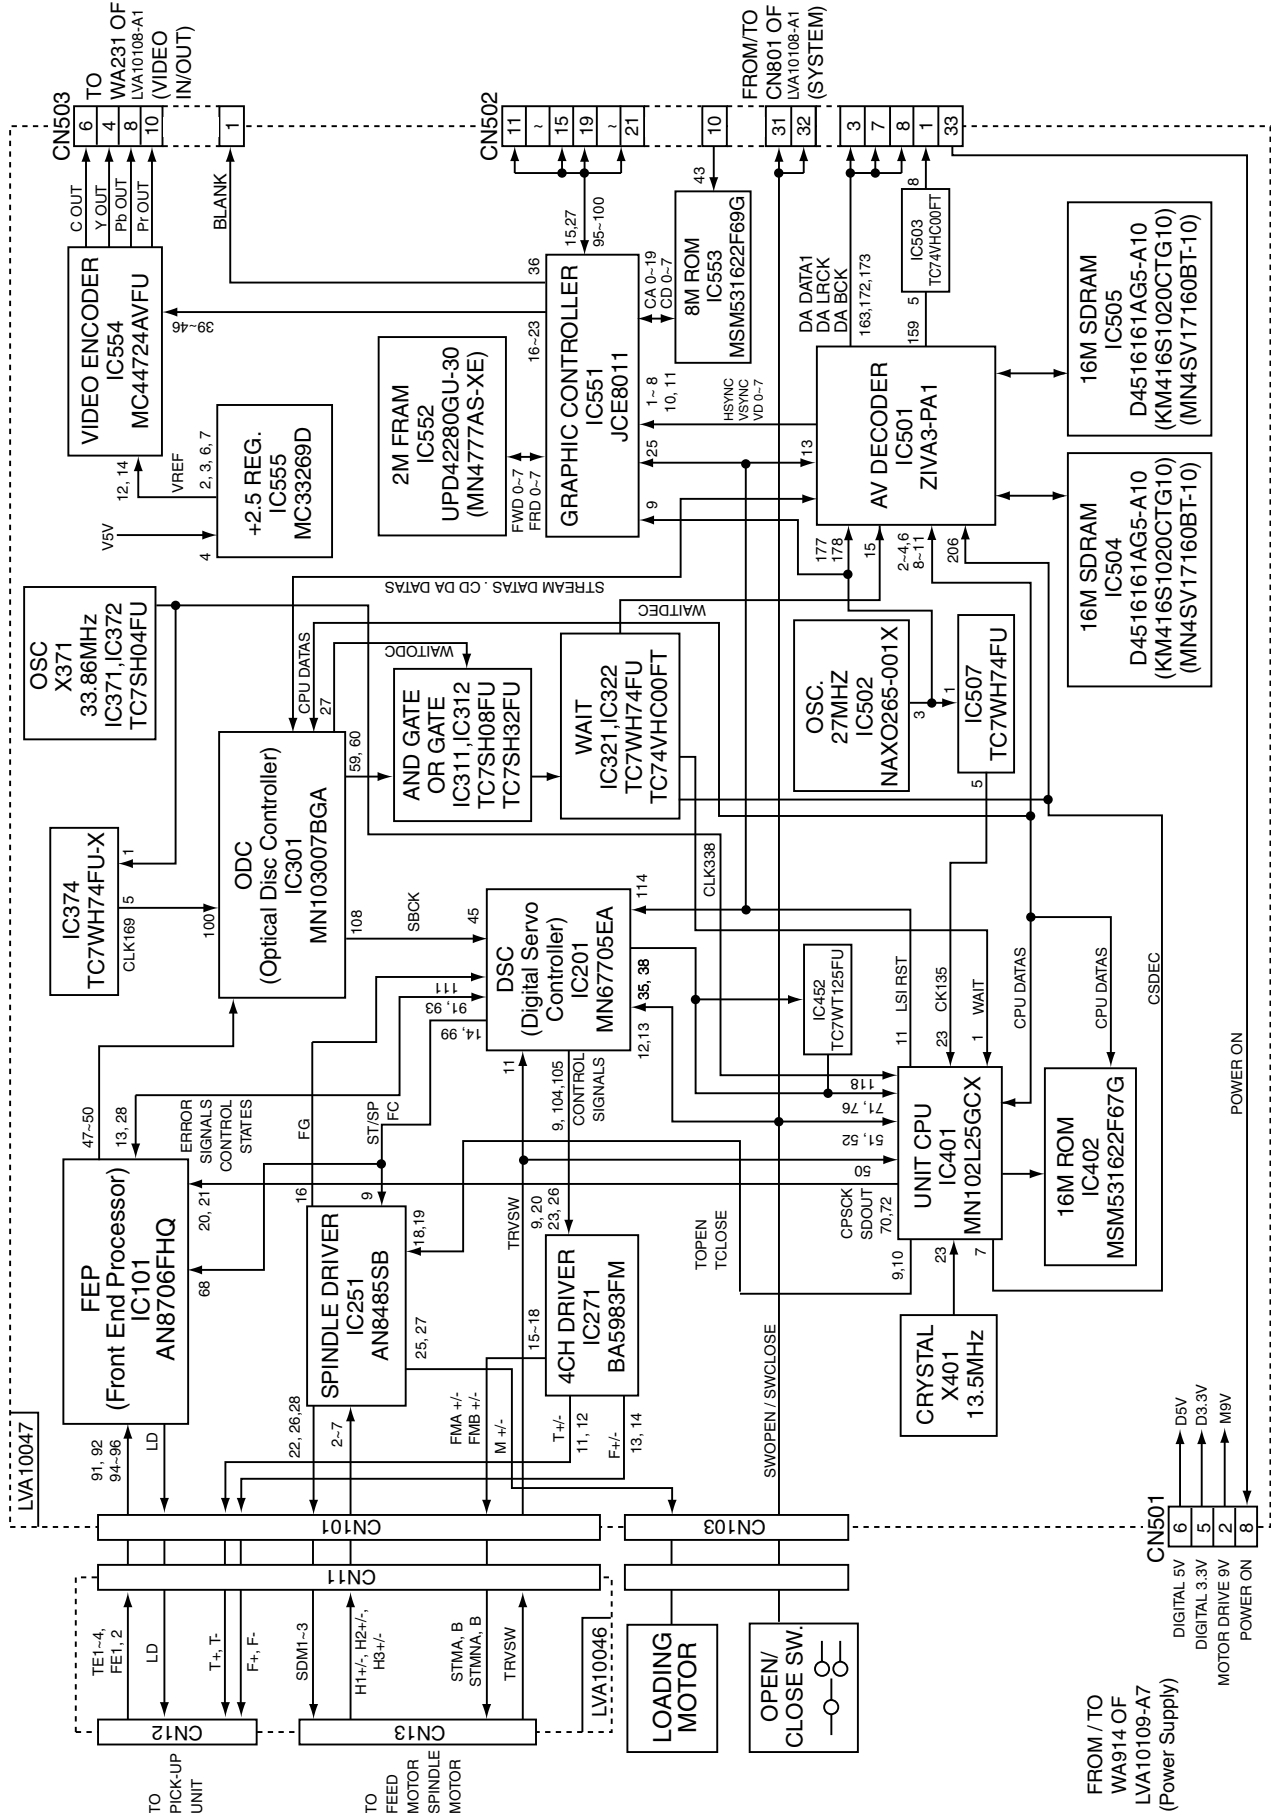 CN503
6
4
8
10
1
TO
WA231 OF
LVA10108-A1
(VIDEO
IN/OUT)
C OUT
Y OUT
Pb OUT
Pr OUT
BLANK
CN502
11
~
15
19
~
21
10
31
32
3
7
8
1
33
FROM/TO
CN801 OF
LVA10108-A1
(SYSTEM)
VIDEO ENCODER
IC554
MC44724AVFU
39~46
12, 14
VREF
2, 3, 6, 7
+2.5 REG.
IC555
MC33269D
V5V
4
36
15,27
95~100
43
16~23
2M FRAM
IC552
UPD42280GU-30
(MN4777AS-XE)
FWD 0~7
FRD 0~7
GRAPHIC CONTROLLER
IC551
JCE8011
CA 0~19
CD 0~7
8M ROM
IC553
MSM531622F69G
1~ 8
10, 11
25
9
HSYNC
VSYNC
VD 0~7
DA DATA1
DA LRCK
DA BCK
163,172,173
8
IC503
TC74VHC00FT
5
159
13
AV DECODER
IC501
ZIVA3-PA1
177
178
15
2~4,6
8~11
206
16M SDRAM
IC505
D4516161AG5-A10
(KM416S1020CTG10)
(MN4SV17160BT-10)
16M SDRAM
IC504
D4516161AG5-A10
(KM416S1020CTG10)
(MN4SV17160BT-10)
STREAM DATAS . CD DA DATAS
OSC
X371
33.86MHz
IC371,IC372
TC7SH04FU
CPU DATAS
27
WAITODC
WAITDEC
IC374
TC7WH74FU-X
1
5
CLK169
100
ODC
(Optical Disc Controller)
IC301
MN103007BGA
59, 60
108
SBCK
AND GATE
OR GATE
IC311,IC312
TC7SH08FU
TC7SH32FU
WAIT
IC321,IC322
TC7WH74FU
TC74VHC00FT
OSC.
27MHZ
IC502
NAXO265-001X
3
1
IC507
TC7WH74FU
5
CLK338
45
114
DSC
(Digital Servo
Controller)
IC201
MN67705EA
111
91, 93
14, 99
11
9, 104,105
CONTROL
SIGNALS
12,13
35, 38
IC452
TC7WT125FU
11
LSI RST
23
CK135
1
WAIT
CPU DATAS
CPU DATAS
CSDEC
POWER ON
118
71, 76
51, 52
50
UNIT CPU
IC401
MN102L25GCX
CPSCK
SDOUT
70,72
9,10
23
7
16M ROM
IC402
MSM531622F67G
CRYSTAL
X401
13.5MHz
47~50
13, 28
ERROR
SIGNALS
CONTROL
STATES
FG
ST/SP
FC
FEP
(Front End Processor)
IC101
AN8706FHQ
20, 21
68
16
9
SPINDLE DRIVER
IC251
AN8485SB
18,19
25, 27
TRVSW
9, 20
23, 26
4CH DRIVER
IC271
BA5983FM
15~18
TOPEN
TCLOSE
LVA10047
91, 92
94~96
LD
22, 26,28
2~7
FMA +/-
FMB +/-
M +/-
T+/-
11, 12
F+/-
13, 14
SWOPEN / SWCLOSE
CN101
CN103
CN11
TE1~4,
FE1, 2
LD
T+, T-
F+, F-
SDM1~3
H1+/-, H2+/-,
H3+/-
STMA, B
STMNA, B
TRVSW
LVA10046
CN12
CN13
TO
PICK-UP
UNIT
TO
FEED
MOTOR
SPINDLE
MOTOR
LOADING
MOTOR
OPEN/
CLOSE SW.
D5V
D3.3V
M9V
CN501
6
5
2
8
DIGITAL 5V
DIGITAL 3.3V
MOTOR DRIVE 9V
POWER ON
FROM / TO
WA914 OF
LVA10109-A7
(Power Supply)